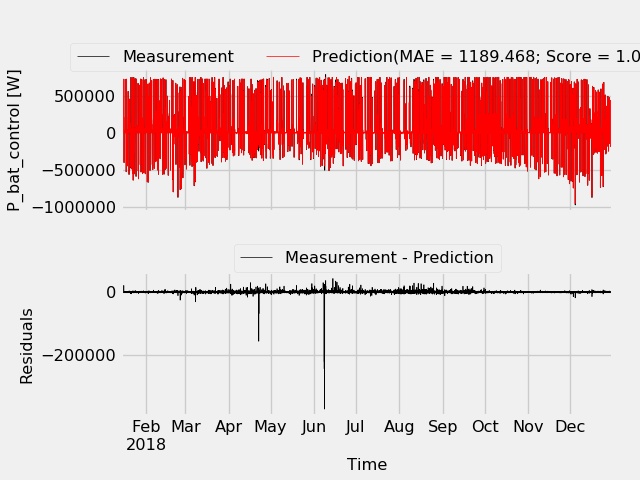 Measurement
Prediction(MAE = 1189.468; Score = 1.0
P_bat_control [W]
500000
0
−500000
−1000000
Measurement - Prediction
Residuals
0
−200000
Feb Mar Apr May Jun Jul Aug Sep Oct Nov Dec
2018
Time